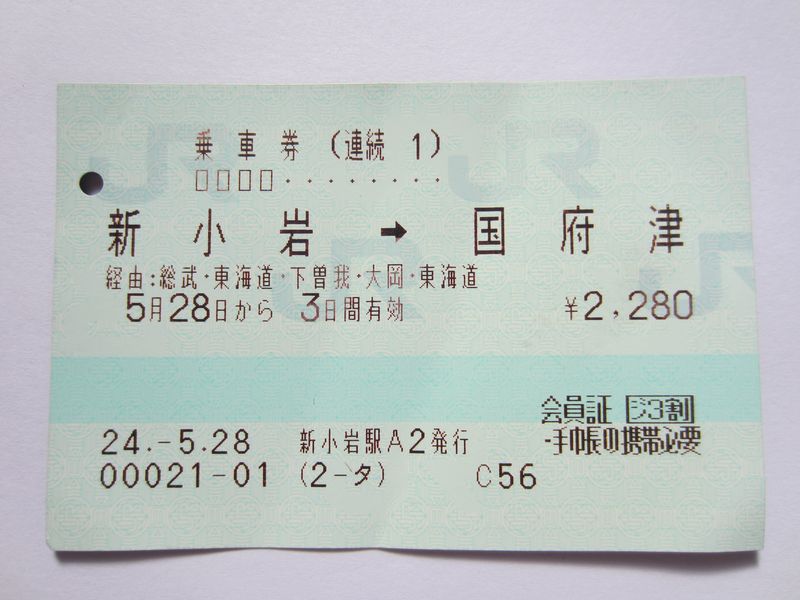 乗車券(連続 1)
□□□□・・・・・・・・
新小岩➡国府津
経由:総武・東海道・下曽我・大岡・東海道
5月28日から 3日間有効 ¥2,280
会員証 ジ3割
・手帳の携帯必要
24.-5.28 新小岩駅A2発行
00021-01 (2-タ) C56